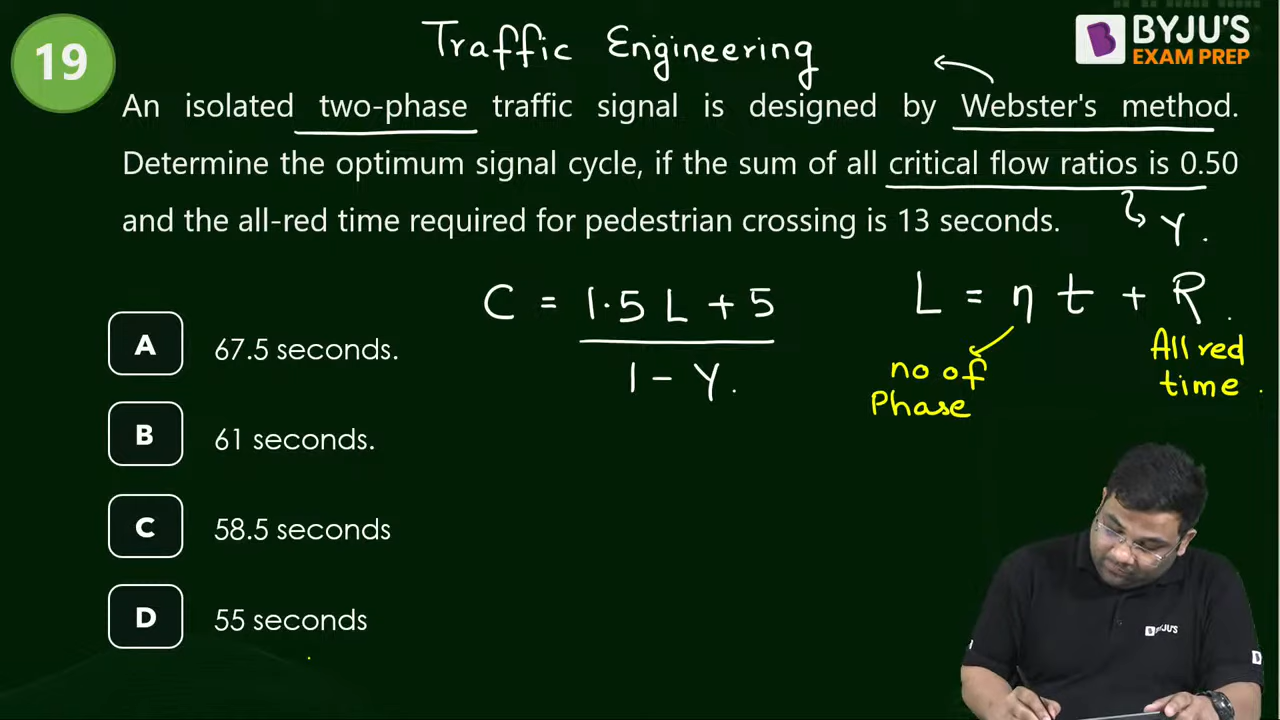 19
Traffic Engineering
BYJU'S
EXAM PREP
An isolated two-phase traffic signal is designed by Webster's method.
Determine the optimum signal cycle, if the sum of all critical flow ratios is 0.50
and the all-red time required for pedestrian crossing is 13 seconds.
Y.
C = 1.5 L + 5
1 - Y.
L = n t + R.
no of
Phase
All red
time.
A 67.5 seconds.
B 61 seconds.
C 58.5 seconds
D 55 seconds
BYJU'S